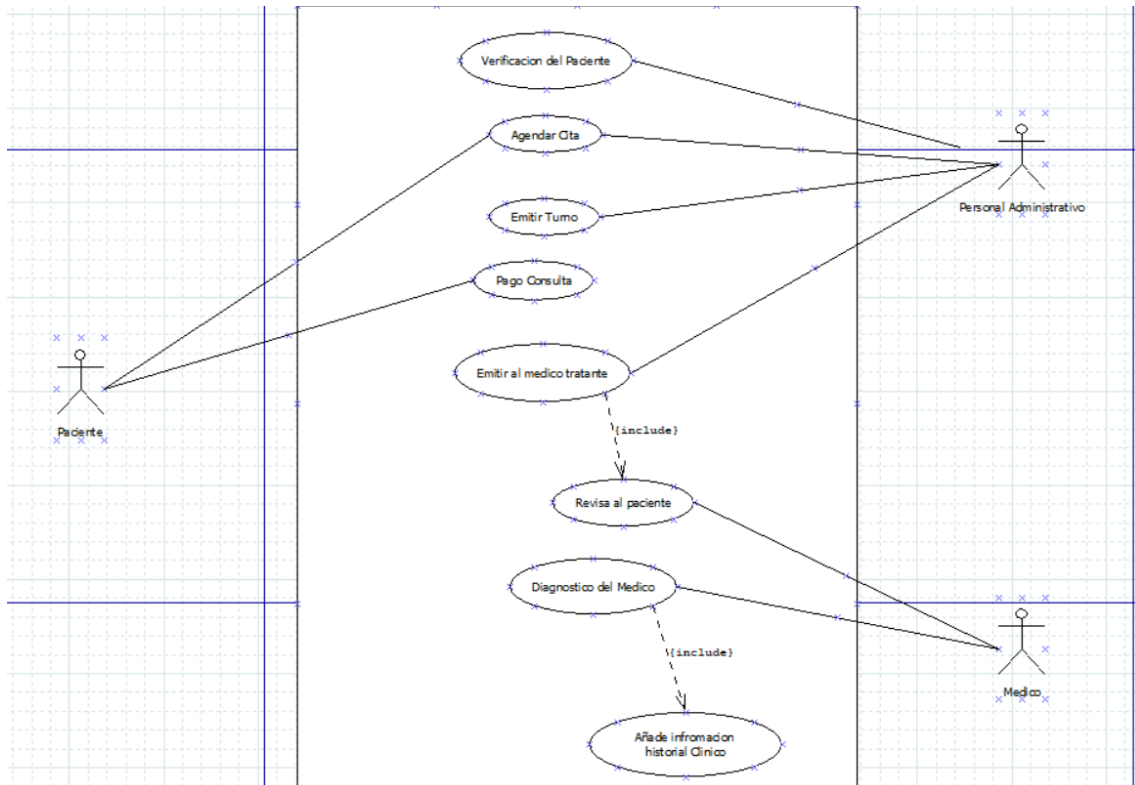 Verificacion del Paciente
Agendar Cita
Personal Administrativo
Emitir Turno
Pago Consulta
Emitir al medico tratante
Paciente
{include}
Revisa al paciente
Diagnostico del Medico
{include}
Medico
Añade infromacion
historial Clinico